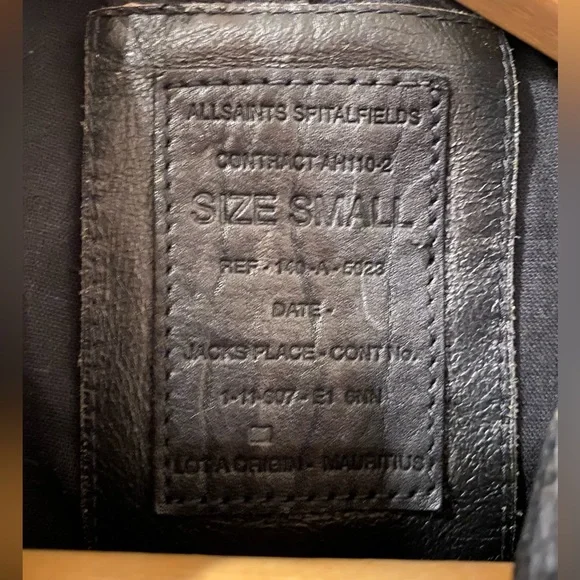 ALLSAINTS SPITALFIELDS
CONTRACT-AH110-2
SIZE SMALL
REF - 140 -A - 5023
DATE -
JACKS PLACE - CONT No.
1-11-607 - E1 6NN
LOT A ORIGIN - MAURITIUS